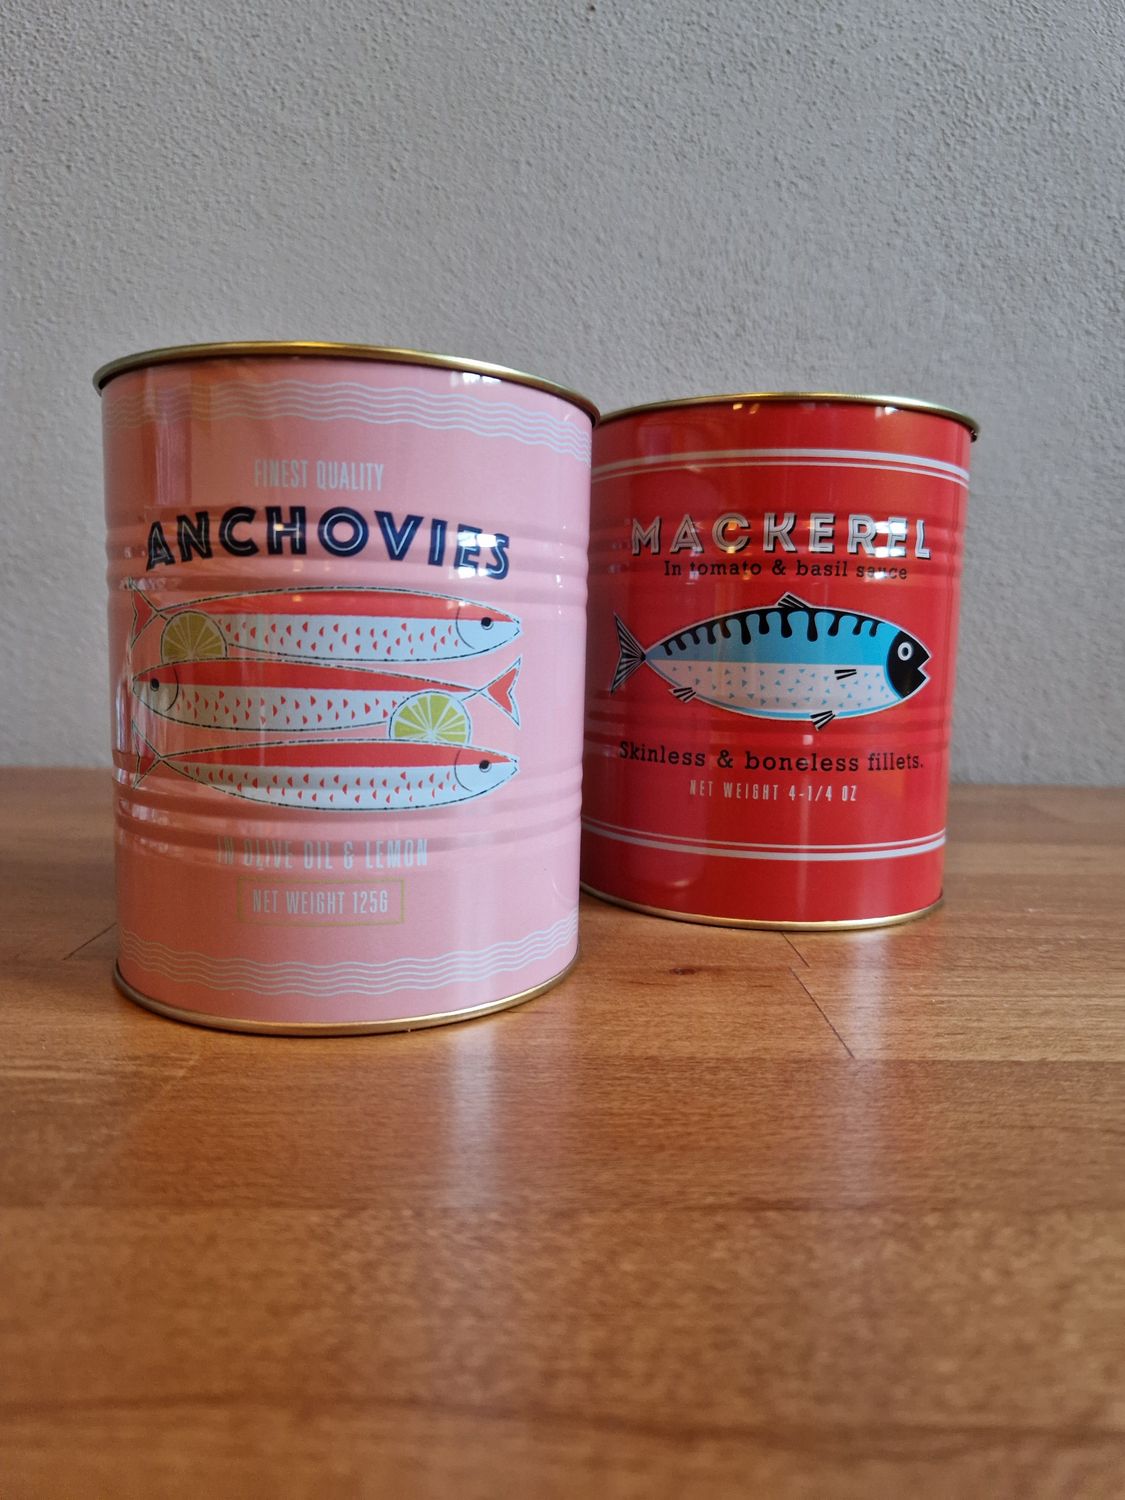 FINEST QUALITY
ANCHOVIES
IN OLIVE OIL & LEMON
NET WEIGHT 125G
MACKEREL
In tomato & basil sauce
Skinless & boneless fillets.
NET WEIGHT 4-1/4 OZ